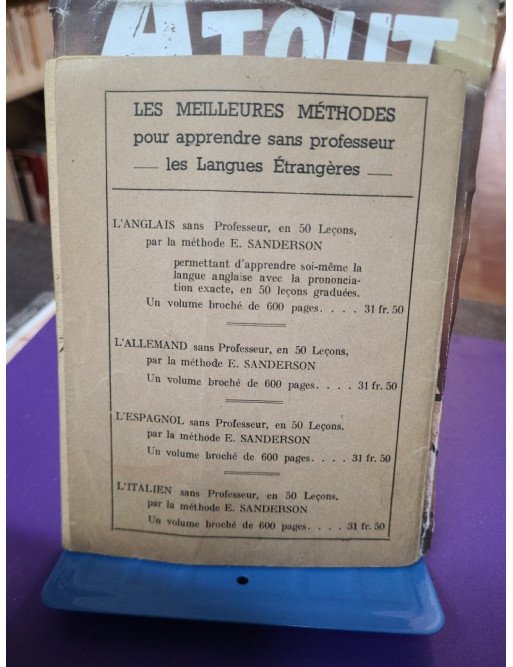 ATOUT
LES MEILLEURES MÉTHODES
pour apprendre sans professeur
— les Langues Étrangères —
L'ANGLAIS sans Professeur, en 50 Leçons,
par la méthode E. SANDERSON
permettant d'apprendre soi-même la
langue anglaise avec la prononcia-
tion exacte, en 50 leçons graduées.
Un volume broché de 600 pages. . . . 31 fr. 50
L'ALLEMAND sans Professeur, en 50 Leçons,
par la méthode E. SANDERSON
Un volume broché de 600 pages. . . . 31 fr. 50
L'ESPAGNOL sans Professeur, en 50 Leçons,
par la méthode E. SANDERSON
Un volume broché de 600 pages. . . . 31 fr. 50
L'ITALIEN sans Professeur, en 50 Leçons,
par la méthode E. SANDERSON
Un volume broché de 600 pages. . . . 31 fr. 50